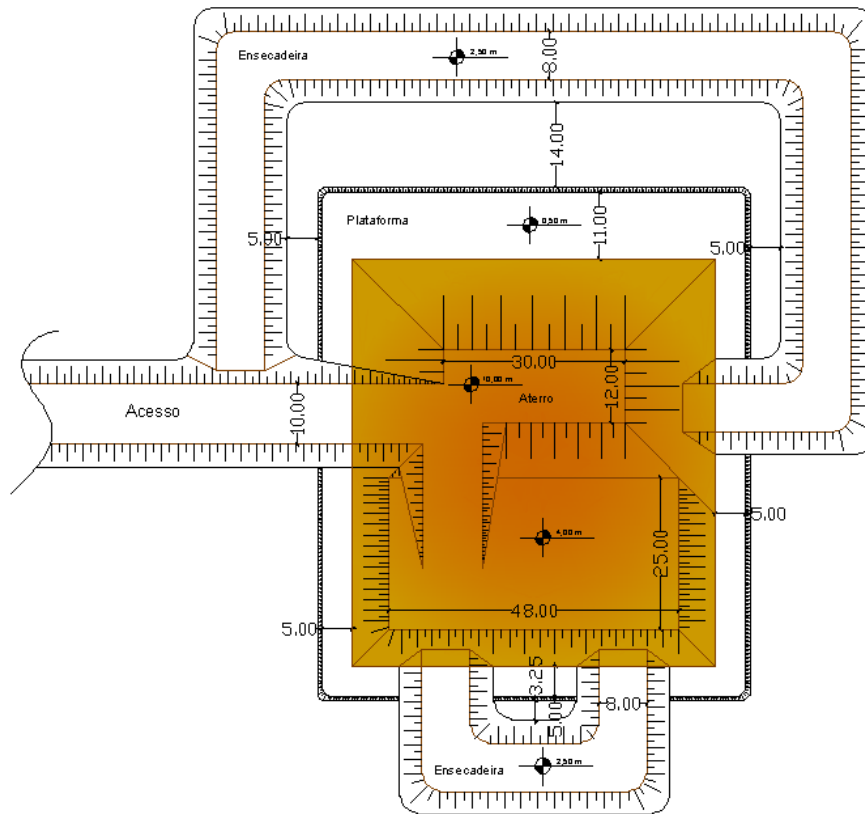 2,50 m
Ensecadeira
8.00
14.00
Plataforma
0,50 m
11.00
5.00
5.00
30.00
10,00 m
Aterro
12.00
Acesso
10.00
5.00
4,00 m
25.00
48.00
5.00
3.25
8.00
5.00
Ensecadeira
2,50 m